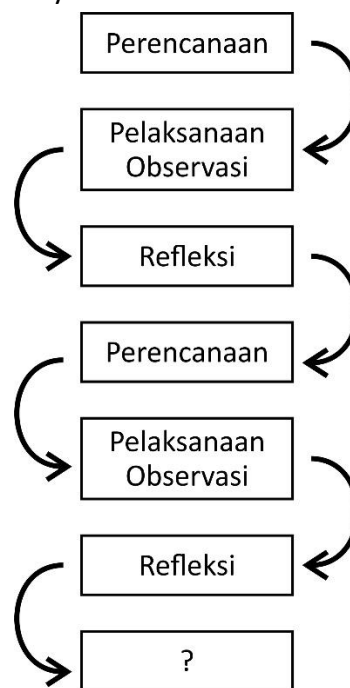 Perencanaan
Pelaksanaan
Observasi
Refleksi
Perencanaan
Pelaksanaan
Observasi
Refleksi
?